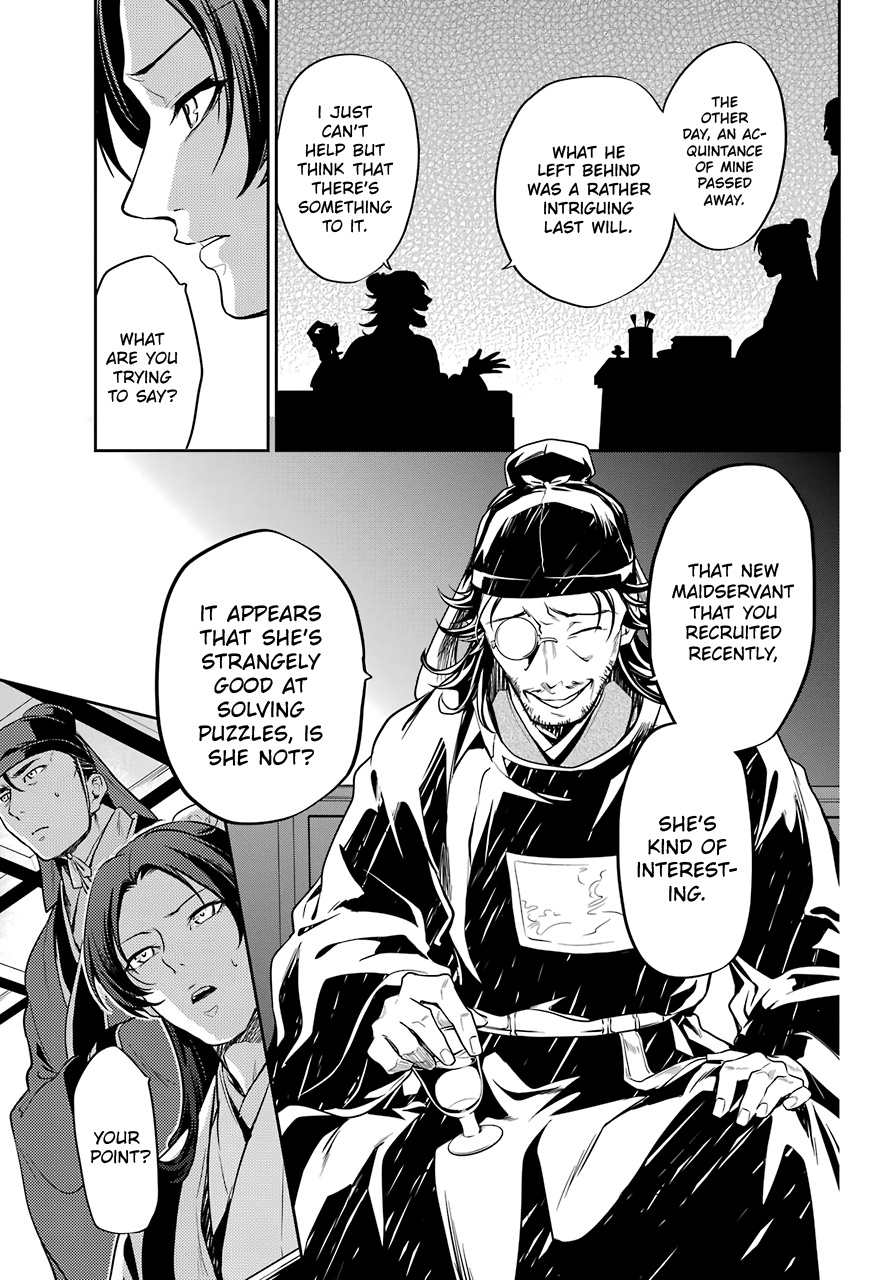 THE
OTHER
DAY, AN AC-
QUINTANCE
OF MINE
PASSED
AWAY.
WHAT HE
LEFT BEHIND
WAS A RATHER
INTRIGUING
LAST WILL.
I JUST
CAN'T
HELP BUT
THINK THAT
THERE'S
SOMETHING
TO IT.
WHAT
ARE YOU
TRYING
TO SAY?
THAT NEW
MAIDSERVANT
THAT YOU
RECRUITED
RECENTLY,
SHE'S
KIND OF
INTEREST-
ING.
IT APPEARS
THAT SHE'S
STRANGELY
GOOD AT
SOLVING
PUZZLES, IS
SHE NOT?
YOUR
POINT?